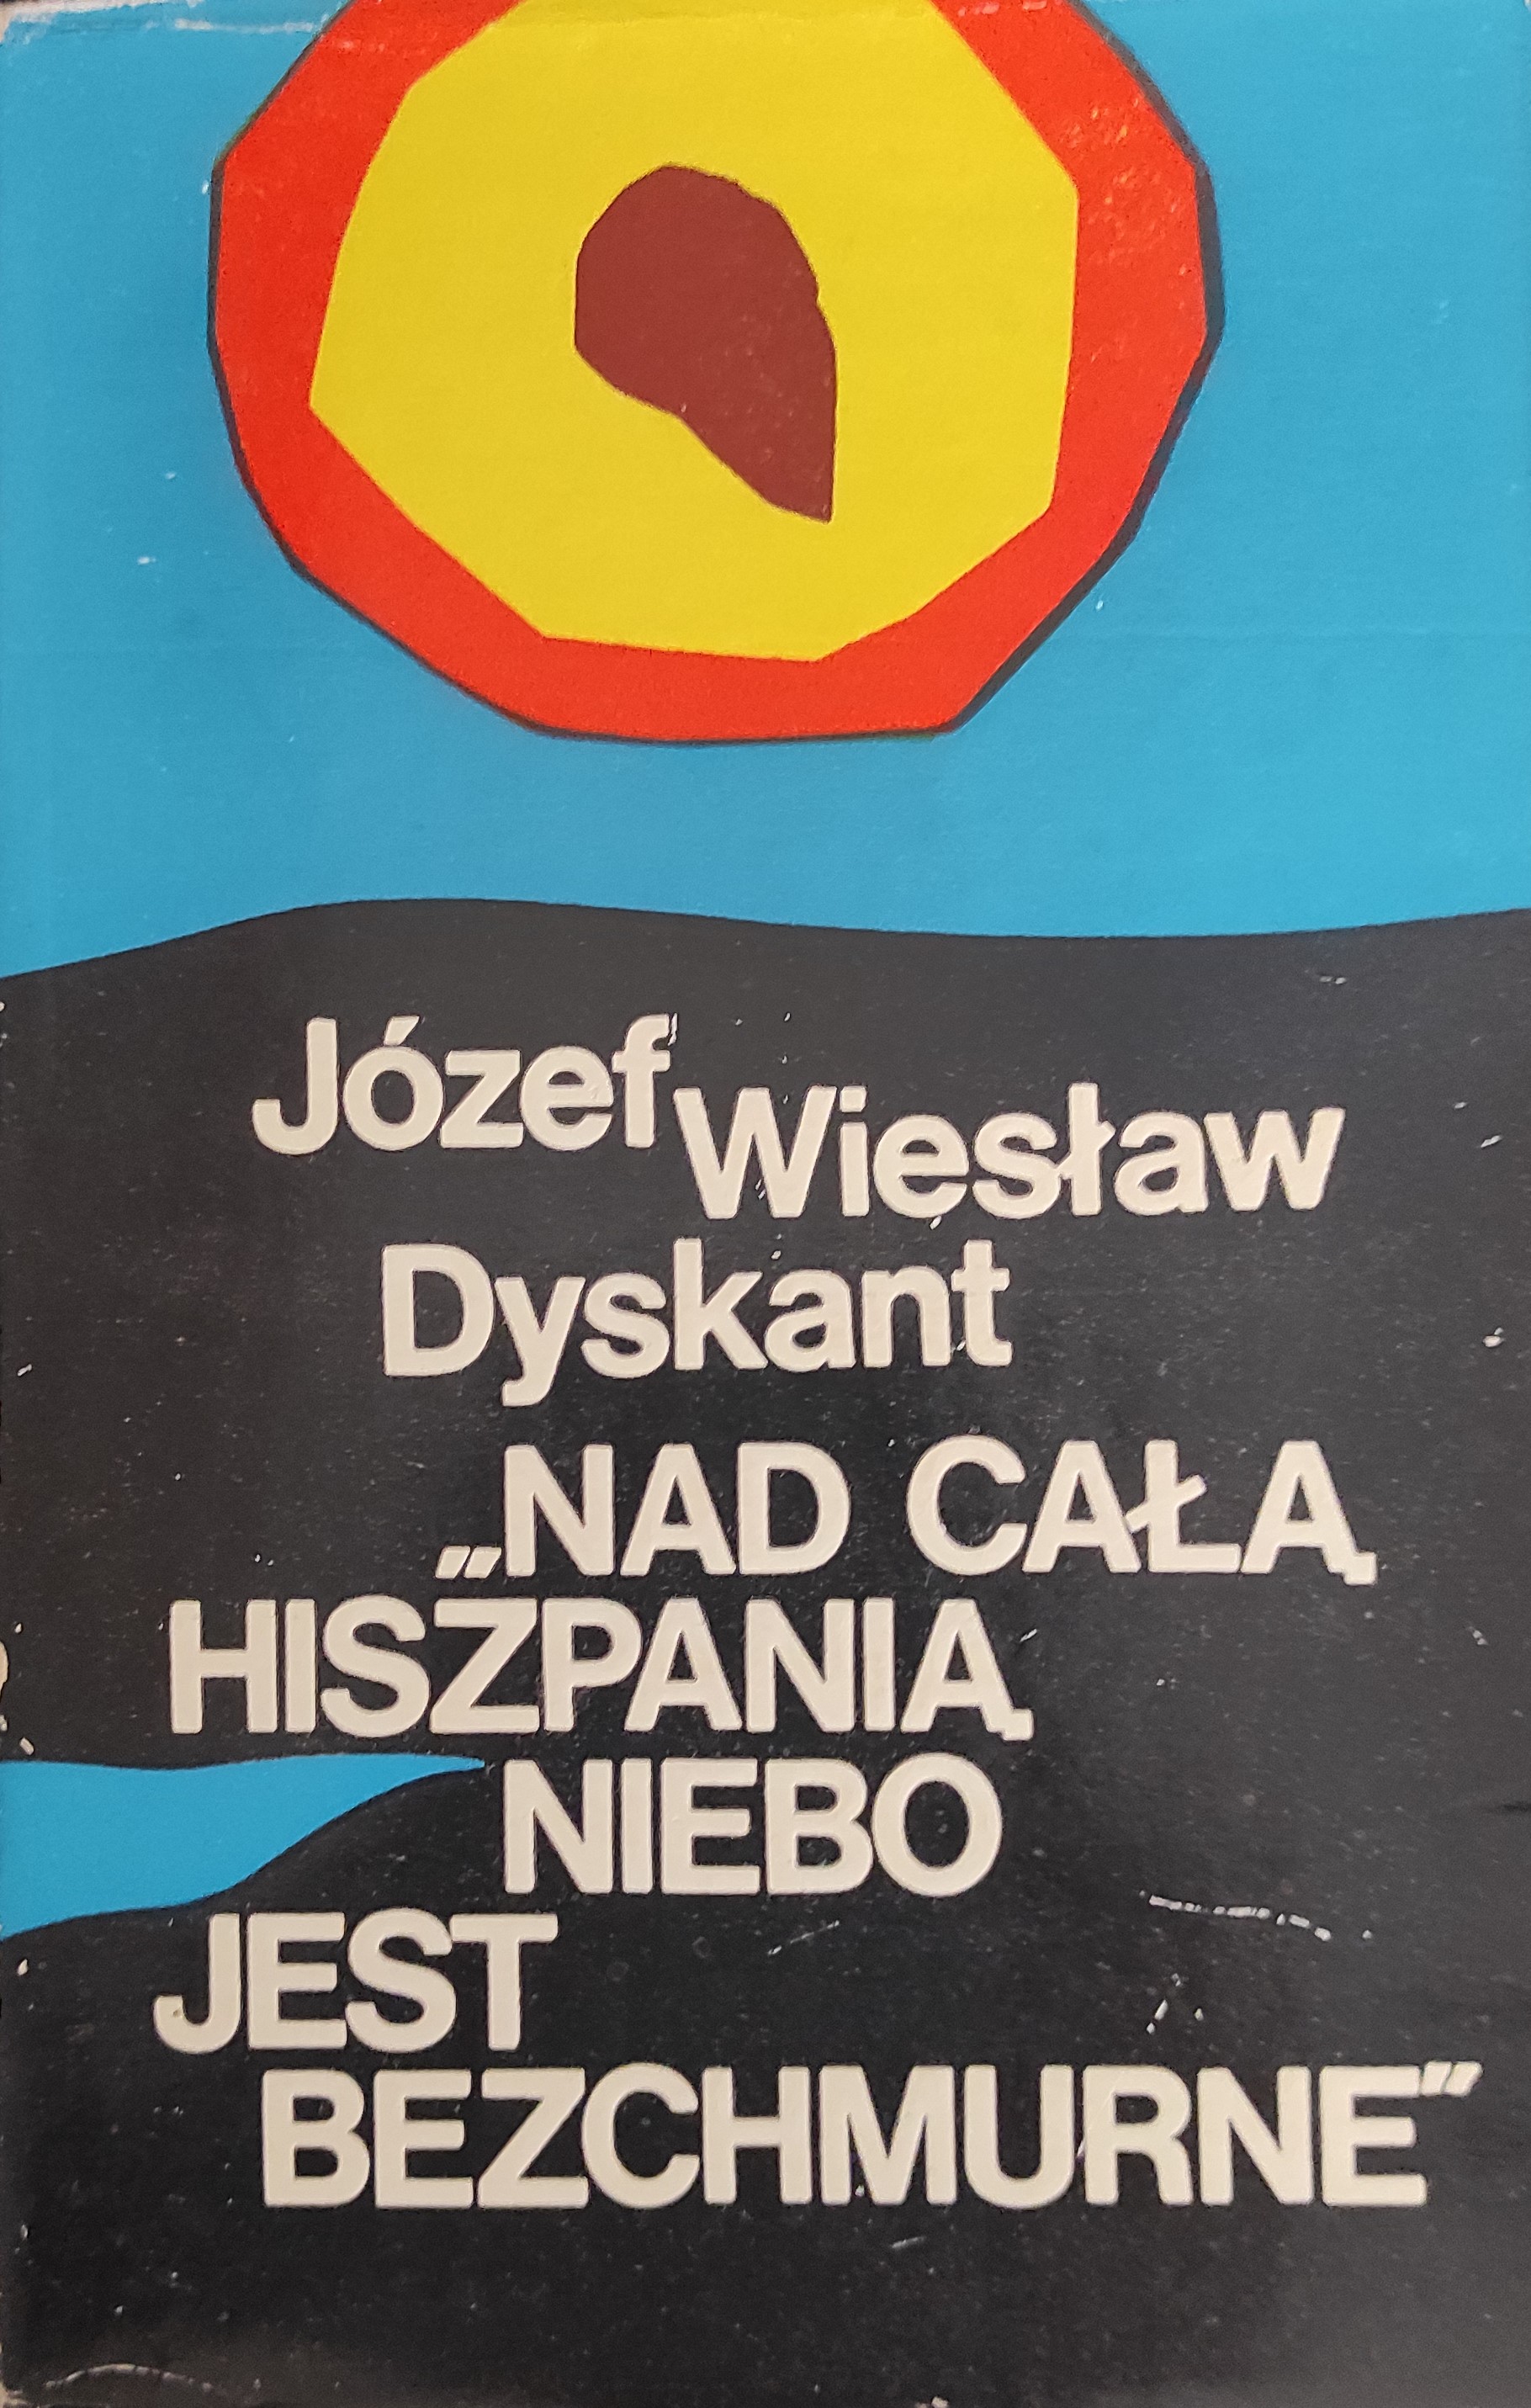 Józef Wiesław
Dyskant
„NAD CAŁĄ
HISZPANIĄ
NIEBO
JEST
BEZCHMURNE”